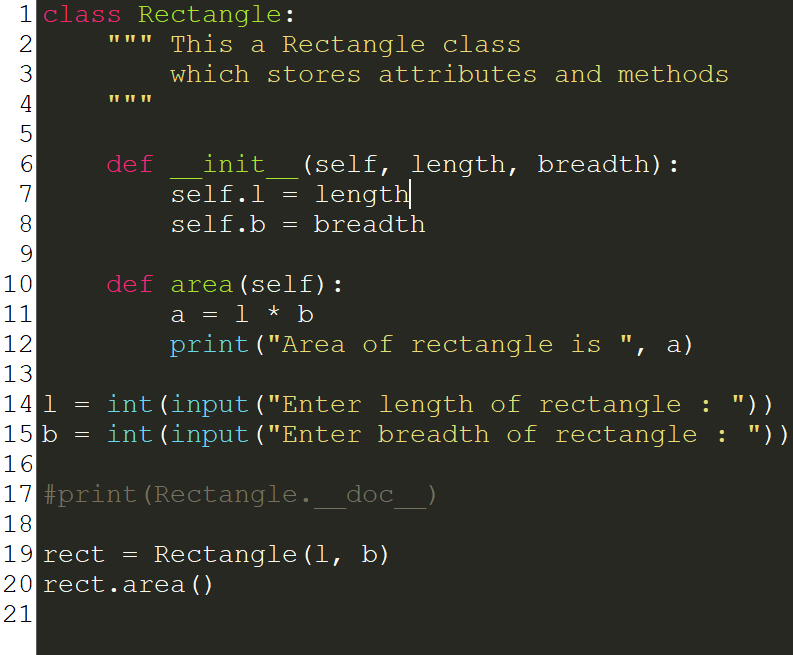 1 class Rectangle:
2     """ This a Rectangle class
3         which stores attributes and methods
4     """
5
6     def __init__(self, length, breadth):
7         self.l = length
8         self.b = breadth
9
10     def area(self):
11         a = l * b
12         print("Area of rectangle is ", a)
13
14 l = int(input("Enter length of rectangle : "))
15 b = int(input("Enter breadth of rectangle : "))
16
17 #print(Rectangle.__doc__)
18
19 rect = Rectangle(l, b)
20 rect.area()
21